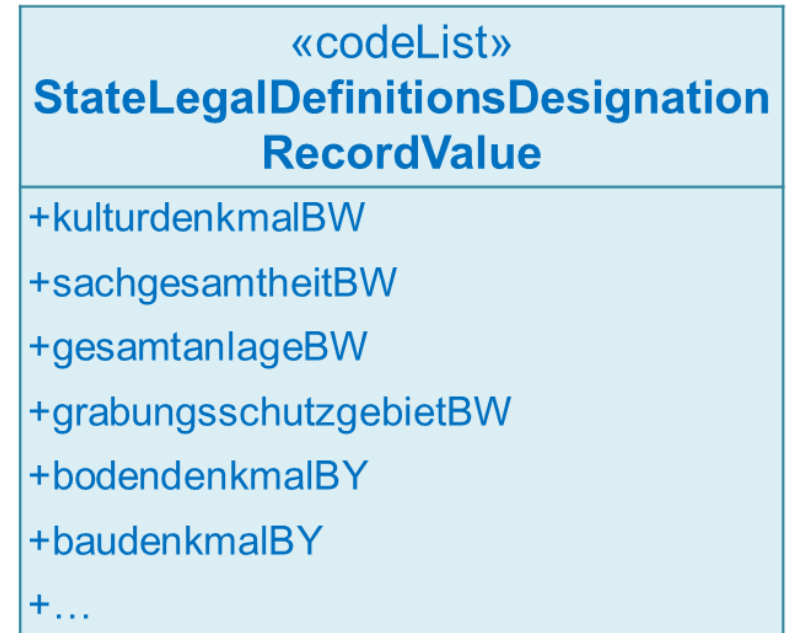 «codeList»
StateLegalDefinitionsDesignation
RecordValue
+kulturdenkmalBW
+sachgesamtheitBW
+gesamtanlageBW
+grabungsschutzgebietBW
+bodendenkmalBY
+baudenkmalBY
+…